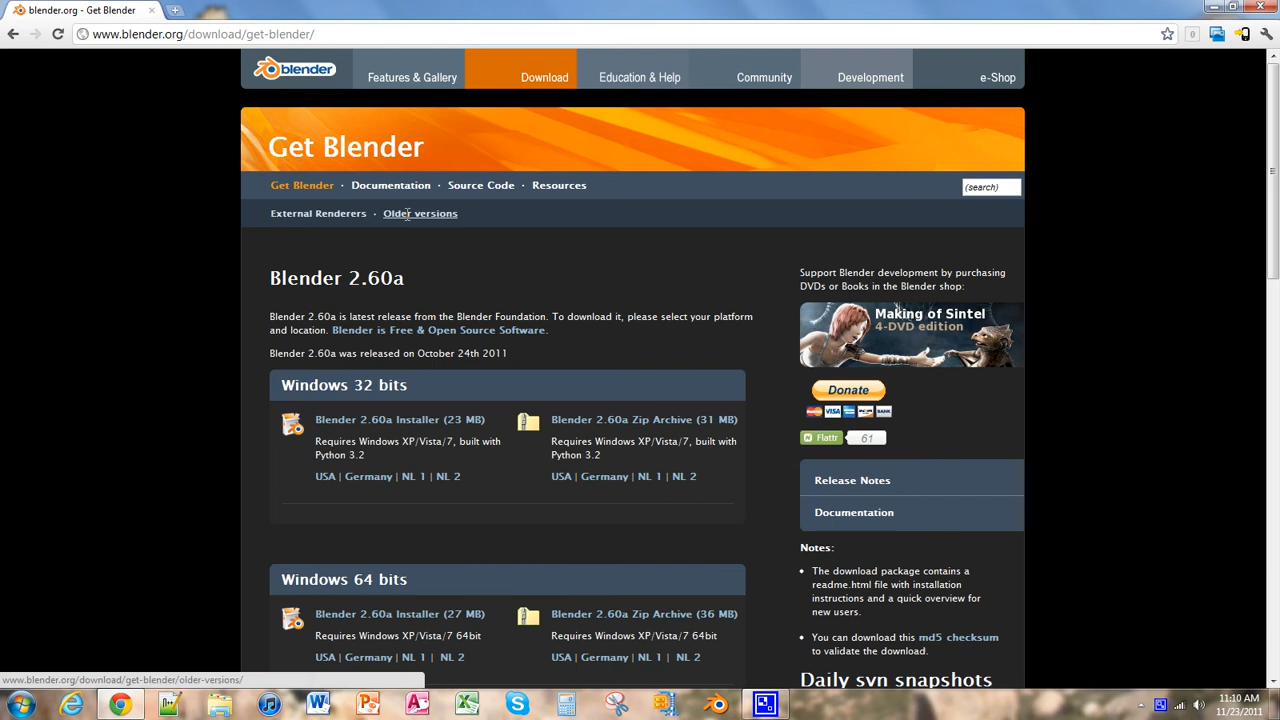 blender.org - Get Blender
www.blender.org/download/get-blender/
blender
Features & Gallery
Download
Education & Help
Community
Development
e-Shop
Get Blender
Get Blender · Documentation · Source Code · Resources
(search)
External Renderers · Older versions
Blender 2.60a
Blender 2.60a is latest release from the Blender Foundation. To download it, please select your platform
and location. Blender is Free & Open Source Software.
Blender 2.60a was released on October 24th 2011
Windows 32 bits
Blender 2.60a Installer (23 MB)
Requires Windows XP/Vista/7, built with
Python 3.2
USA | Germany | NL 1 | NL 2
Blender 2.60a Zip Archive (31 MB)
Requires Windows XP/Vista/7, built with
Python 3.2
USA | Germany | NL 1 | NL 2
Windows 64 bits
Blender 2.60a Installer (27 MB)
Requires Windows XP/Vista/7 64bit
USA | Germany | NL 1 | NL 2
Blender 2.60a Zip Archive (36 MB)
Requires Windows XP/Vista/7 64bit
USA | Germany | NL 1 | NL 2
Support Blender development by purchasing
DVDs or Books in the Blender shop:
Making of Sintel
4-DVD edition
Donate
VISA
BANK
Flattr
61
Release Notes
Documentation
Notes:
• The download package contains a
readme.html file with installation
instructions and a quick overview for
new users.
• You can download this md5 checksum
to validate the download.
Daily svn snapshots
www.blender.org/download/get-blender/older-versions/
11:10 AM
11/23/2011